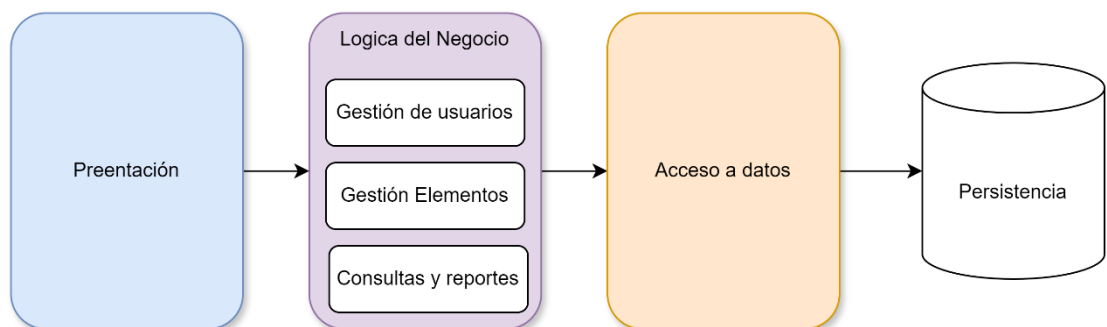 Preentación
Logica del Negocio
Gestión de usuarios
Gestión Elementos
Consultas y reportes
Acceso a datos
Persistencia